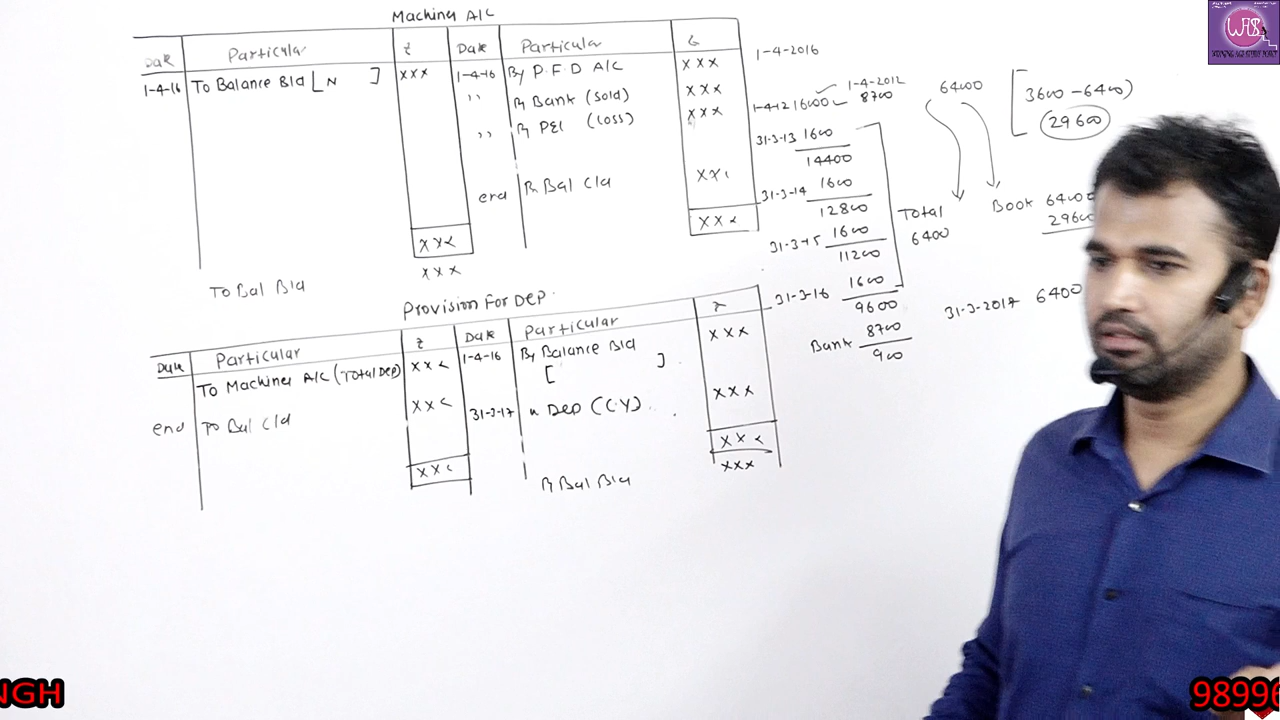 Machinery A/C
Date Particular ₹ Date Particular ₹
1-4-16 To Balance B/d [N ] xxx 1-4-16 By P.F.D A/C xxx
" By Bank (Sold) xxx
" By P&L (Loss) xxx
end By Bal C/d xxx
xxx xxx
To Bal B/d xxx
Provision For DEP.
Date Particular ₹ Date Particular ₹
To Machinery A/C (Total Dep) xxx 1-4-16 By Balance B/d xxx
[ ]
end To Bal C/d xxx 31-3-17 " Dep (C.Y) xxx
xxx xxx
By Bal B/d xxx
1-4-2016
1-4-2012
1-4-12 16000 8700
31-3-13 1600
14400
31-3-14 1600
12800
31-3-15 1600
11200
31-3-16 1600
9600
Bank 8700
900
Total
6400
6400
[3600 - 6400)
29600
Book 6400
2960
31-3-2017 6400
WAS
NGH
9899